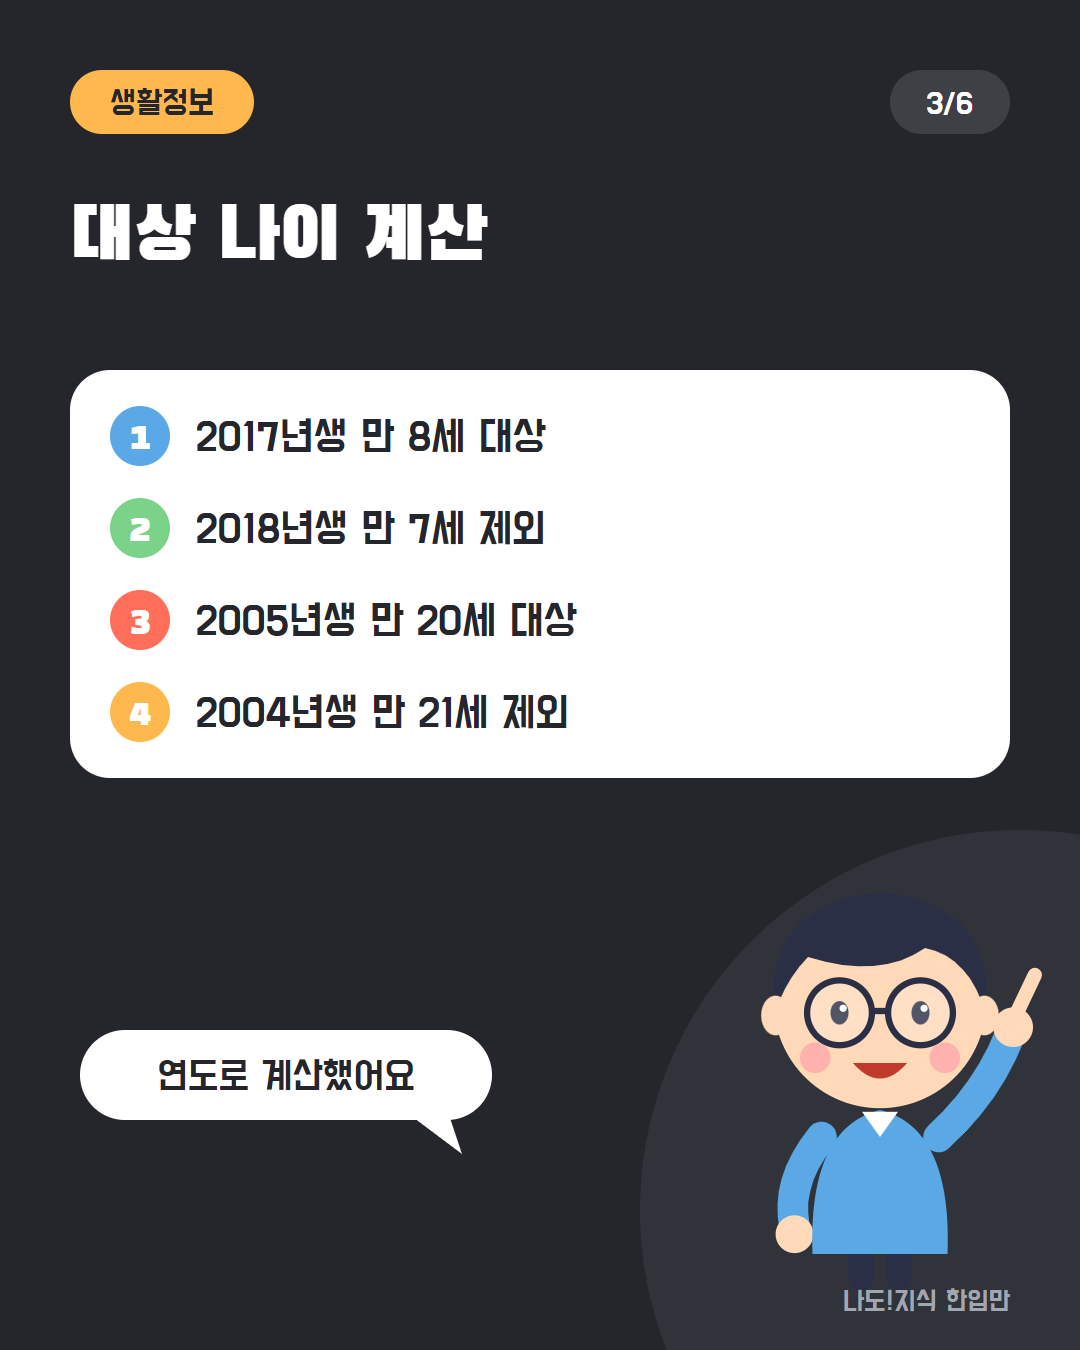 생활정보
3/6
대상 나이 계산
1 2017년생 만 8세 대상
2 2018년생 만 7세 제외
3 2005년생 만 20세 대상
4 2004년생 만 21세 제외
연도로 계산했어요
나도!지식 한입만